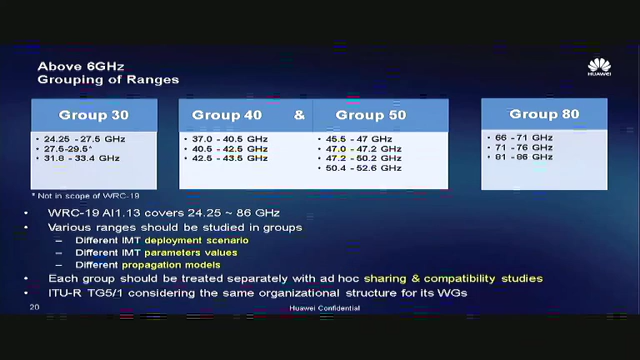 Above 6GHz
Grouping of Ranges
HUAWEI
Group 30
• 24.25 - 27.5 GHz
• 27.5-29.5*
• 31.8 - 33.4 GHz
Group 40 & Group 50
• 37.0 - 40.5 GHz
• 40.5 - 42.5 GHz
• 42.5 - 43.5 GHz
• 45.5 - 47 GHz
• 47.0 - 47.2 GHz
• 47.2 - 50.2 GHz
• 50.4 - 52.6 GHz
Group 80
• 66 - 71 GHz
• 71 - 76 GHz
• 81 - 86 GHz
* Not in scope of WRC-19
• WRC-19 AI1.13 covers 24.25 ~ 86 GHz
• Various ranges should be studied in groups
– Different IMT deployment scenario
– Different IMT parameters values
– Different propagation models
• Each group should be treated separately with ad hoc sharing & compatibility studies
• ITU-R TG5/1 considering the same organizational structure for its WGs
20
Huawei Confidential